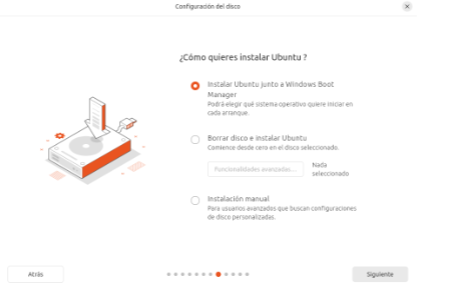 Configuración del disco
¿Cómo quieres instalar Ubuntu ?
Instalar Ubuntu junto a Windows Boot
Manager
Podrá elegir qué sistema operativo quiere iniciar en
cada arranque.
Borrar disco e instalar Ubuntu
Comience desde cero en el disco seleccionado.
Funcionalidades avanzadas...
Nada
seleccionado
Instalación manual
Para usuarios avanzados que buscan configuraciones
de disco personalizadas.
Atrás
Siguiente